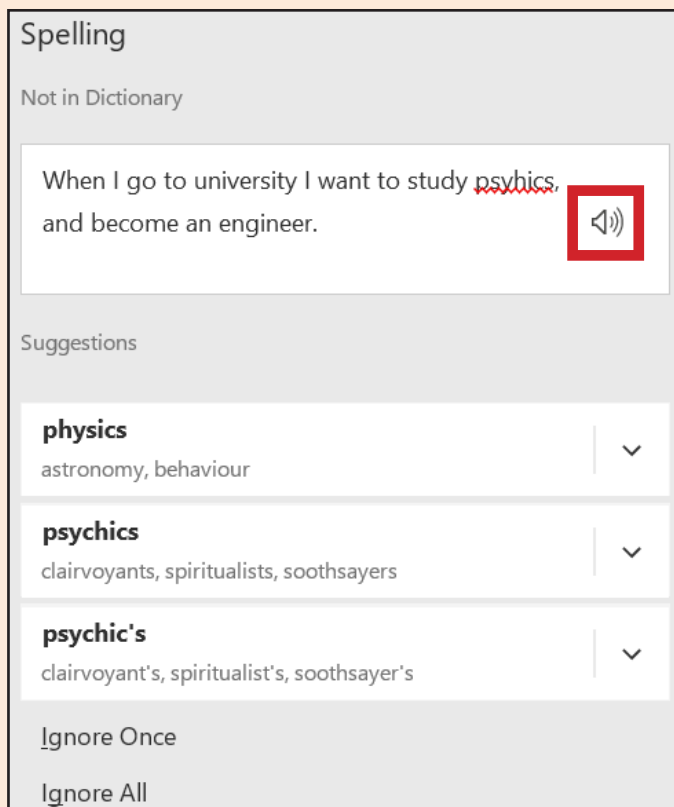 Spelling
Not in Dictionary
When I go to university I want to study psyhics,
and become an engineer.
Suggestions
physics
astronomy, behaviour
psychics
clairvoyants, spiritualists, soothsayers
psychic's
clairvoyant's, spiritualist's, soothsayer's
Ignore Once
Ignore All